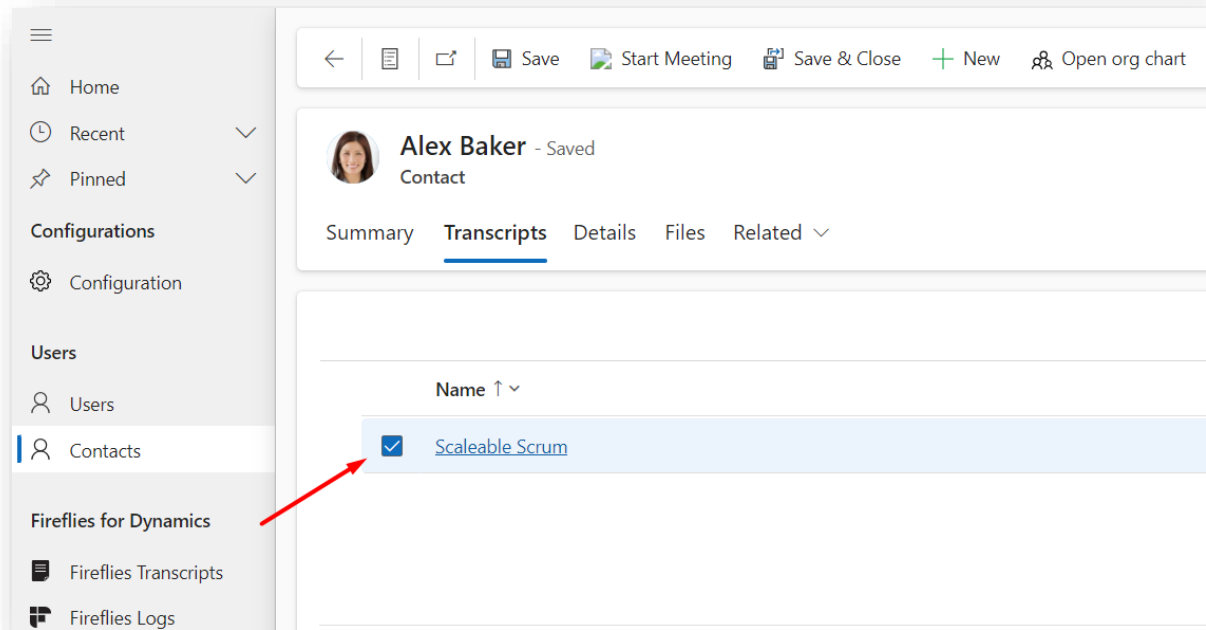 Home
Recent
Pinned
Configurations
Configuration
Users
Users
Contacts
Fireflies for Dynamics
Fireflies Transcripts
Fireflies Logs
Save
Start Meeting
Save & Close
New
Open org chart
Alex Baker - Saved
Contact
Summary
Transcripts
Details
Files
Related
Name
Scaleable Scrum